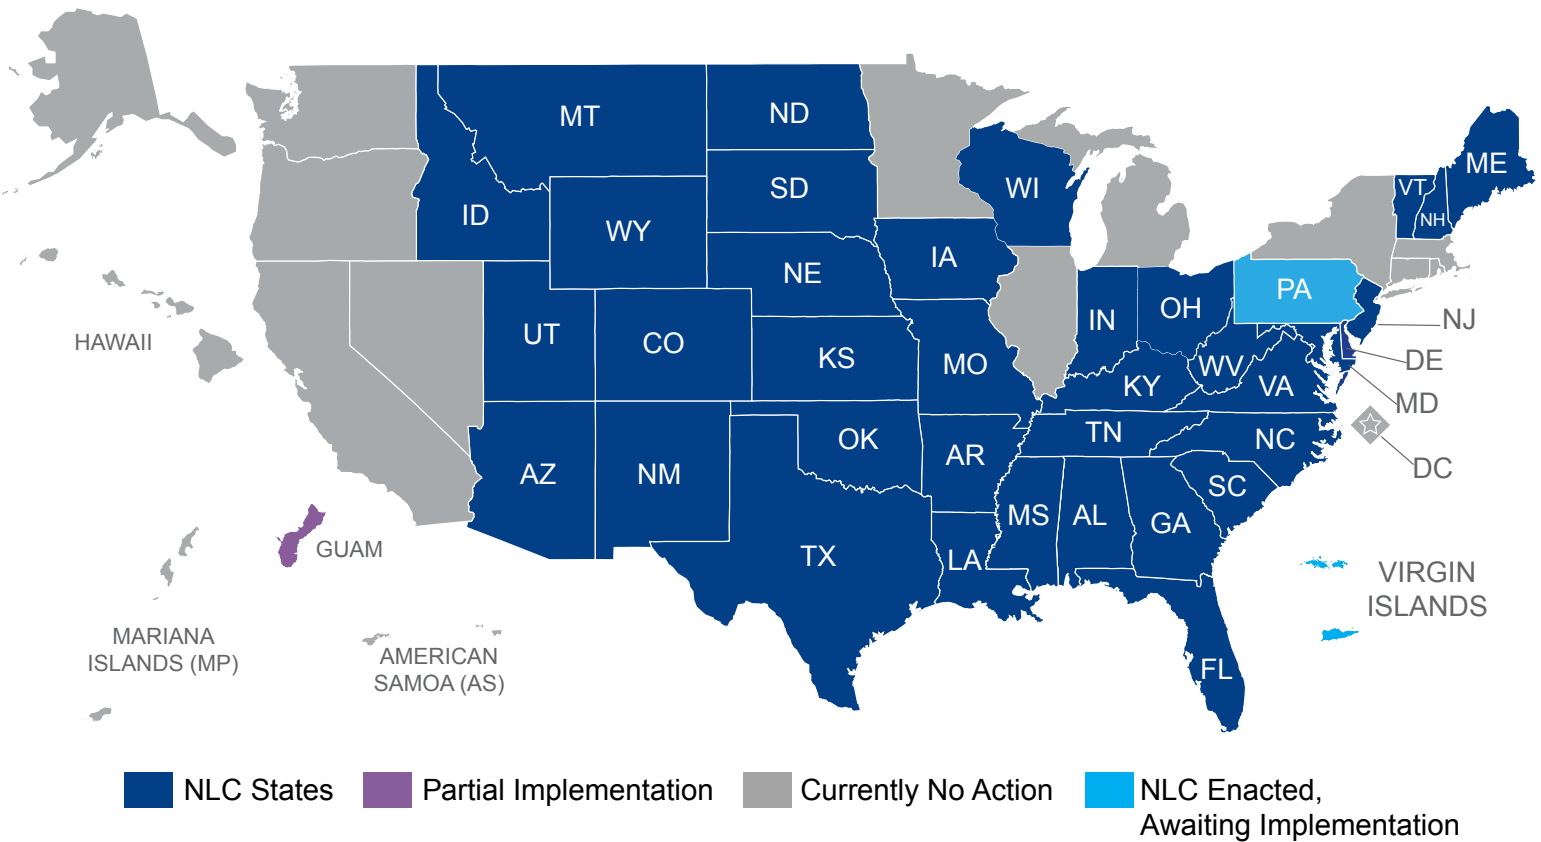 MT
ND
ME
VT
NH
WI
SD
ID
WY
IA
NE
PA
OH
IN
NJ
UT
CO
KS
MO
WV
DE
HAWAII
KY
VA
MD
TN
NC
OK
AR
AZ
NM
SC
DC
MS
AL
GA
GUAM
TX
LA
VIRGIN
ISLANDS
MARIANA
ISLANDS (MP)
AMERICAN
SAMOA (AS)
FL
NLC States
Partial Implementation
Currently No Action
NLC Enacted,
Awaiting Implementation